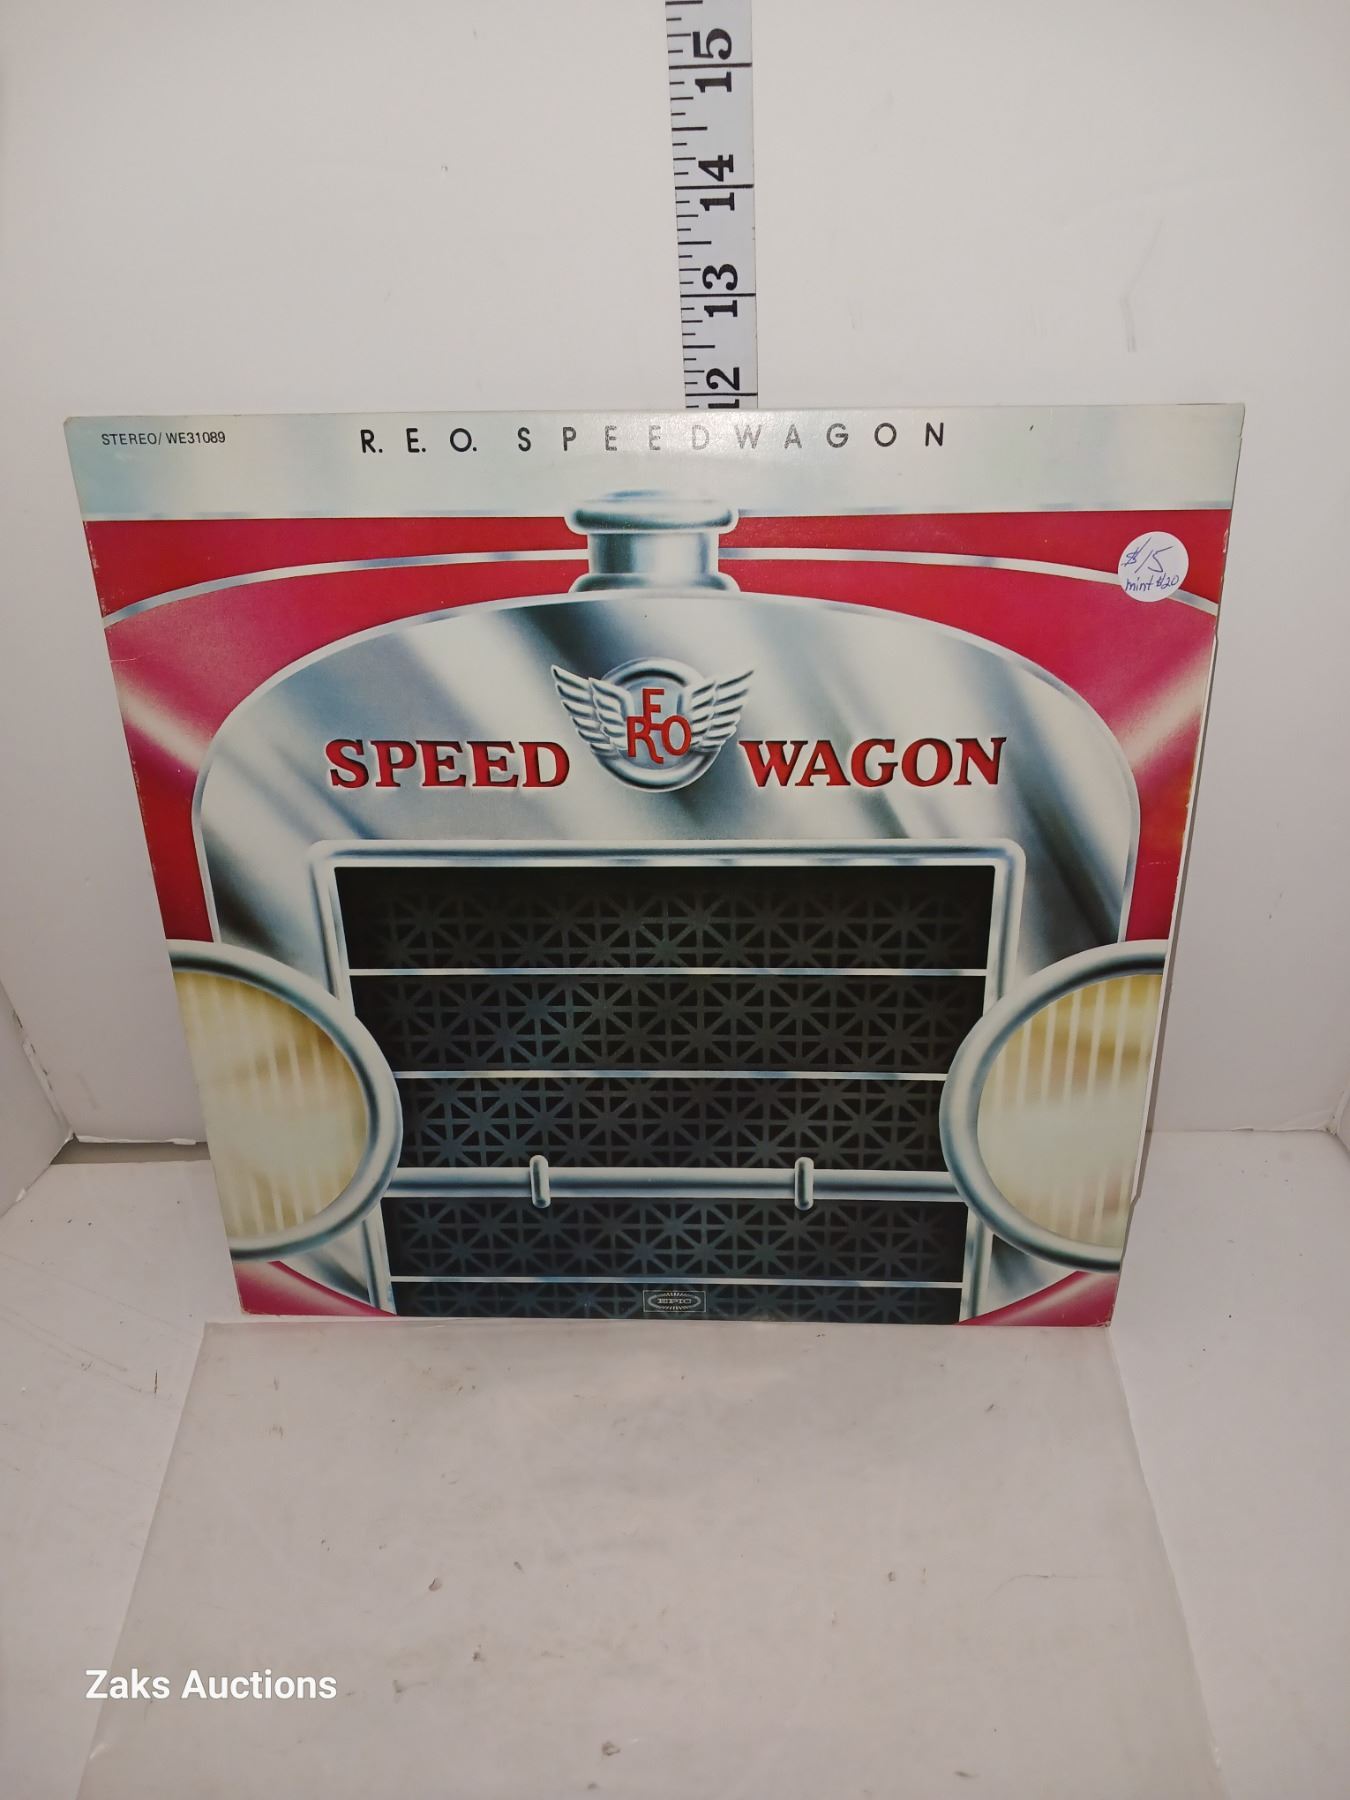 15
14
13
12
STEREO/ WE31089
R. E. O. SPEEDWAGON
$15
mint $20
REO
SPEED WAGON
EPIC
Zaks Auctions